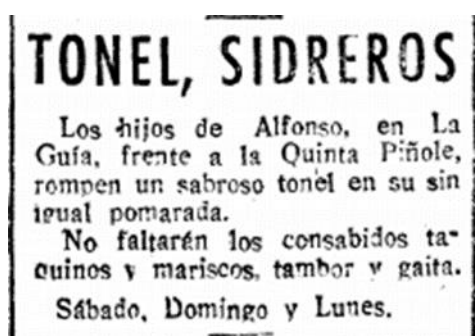 TONEL, SIDREROS
Los hijos de Alfonso, en La
Guía, frente a la Quinta Piñole,
rompen un sabroso tonel en su sin
igual pomarada.
No faltarán los consabidos ta-
quinos y mariscos, tambor y gaita.
Sábado, Domingo y Lunes.